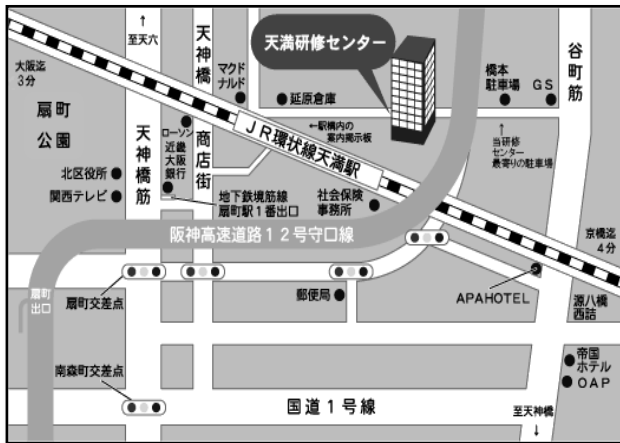 ↑
至天六
天神橋
商店街
マクド
ナルド
天満研修センター
谷町筋
橋本
駐車場
GS
大阪迄
3分
扇町
公園
延原倉庫
←駅構内の
案内掲示板
↑
当研修
センター
最寄りの駐車場
天神橋筋
ローソン
近畿
大阪
銀行
JR環状線天満駅
北区役所
関西テレビ
地下鉄境筋線
扇町駅1番出口
社会保険
事務所
京橋迄
4分
阪神高速道路12号守口線
扇町
出口
扇町交差点
郵便局
APAHOTEL
源八橋
西詰
南森町交差点
帝国
ホテル
OAP
国道1号線
至天神橋
↓